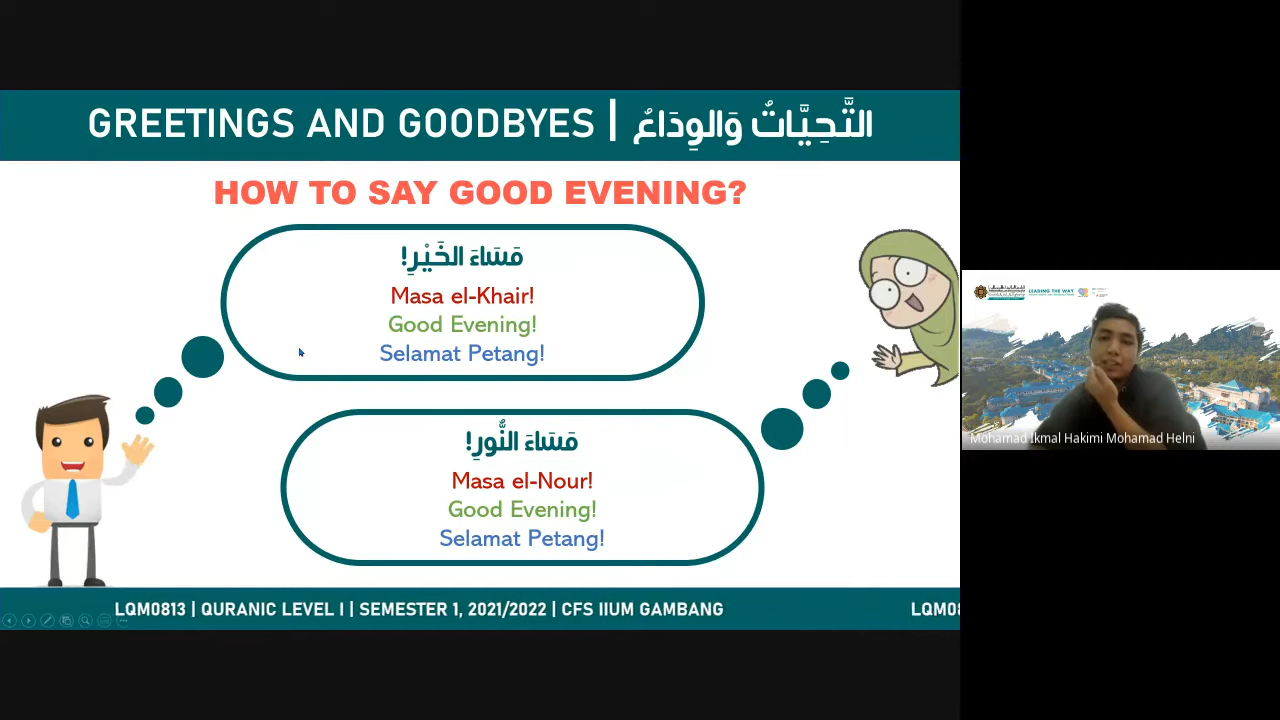 GREETINGS AND GOODBYES | التَّحِيَّاتُ وَالوِدَاعُ
HOW TO SAY GOOD EVENING?
مَسَاءَ الخَيْرِ!
Masa el-Khair!
Good Evening!
Selamat Petang!
مَسَاءَ النُّورِ!
Masa el-Nour!
Good Evening!
Selamat Petang!
LQM0813 | QURANIC LEVEL I | SEMESTER 1, 2021/2022 | CFS IIUM GAMBANG
LQM08
LEADING THE WAY
Mohamad Ikmal Hakimi Mohamad Helni